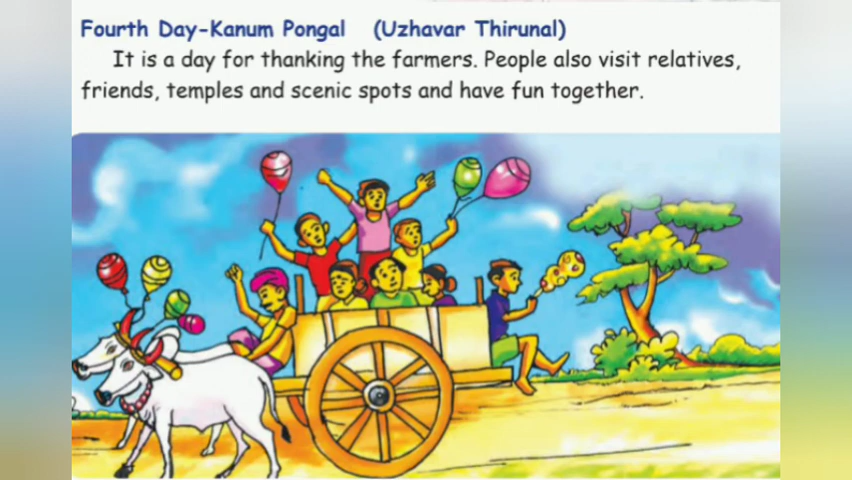 Fourth Day-Kanum Pongal (Uzhavar Thirunal)
It is a day for thanking the farmers. People also visit relatives,
friends, temples and scenic spots and have fun together.